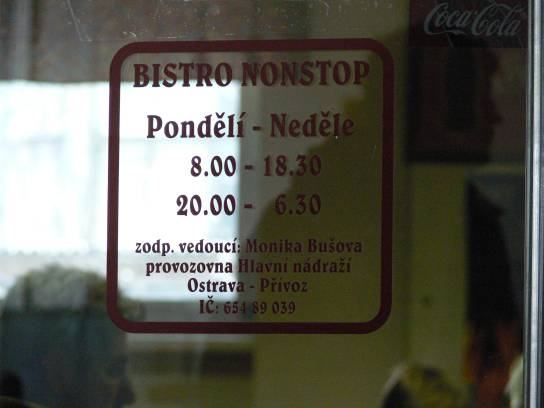 Coca-Cola
BISTRO NONSTOP
Pondělí - Neděle
8.00 - 18.30
20.00 - 6.30
zodp. vedoucí: Monika Bušova
provozovna Hlavní nádraží
Ostrava - Přívoz
IČ: 654 89 039